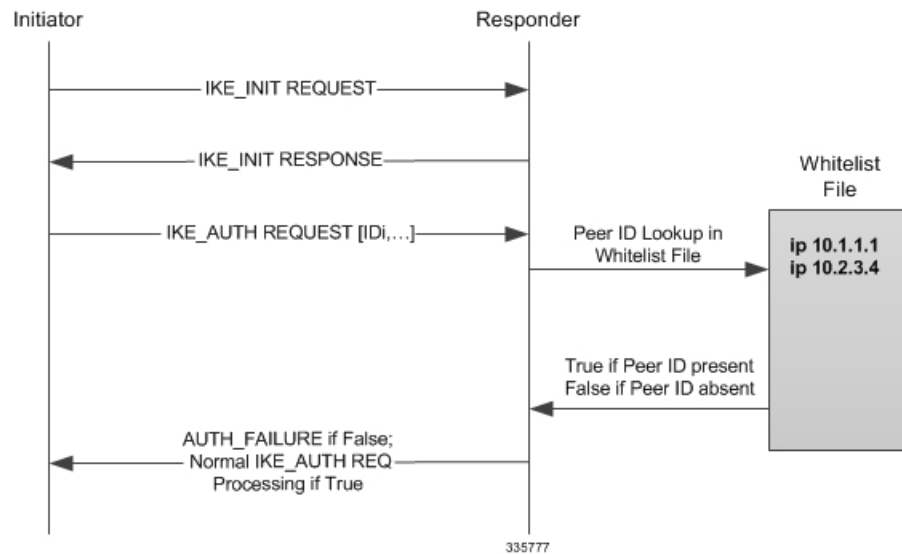 Initiator
Responder
IKE_INIT REQUEST
IKE_INIT RESPONSE
Whitelist
File
IKE_AUTH REQUEST [IDi,...]
Peer ID Lookup in
Whitelist File
ip 10.1.1.1
ip 10.2.3.4
True if Peer ID present
False if Peer ID absent
AUTH_FAILURE if False;
Normal IKE_AUTH REQ
Processing if True
335777